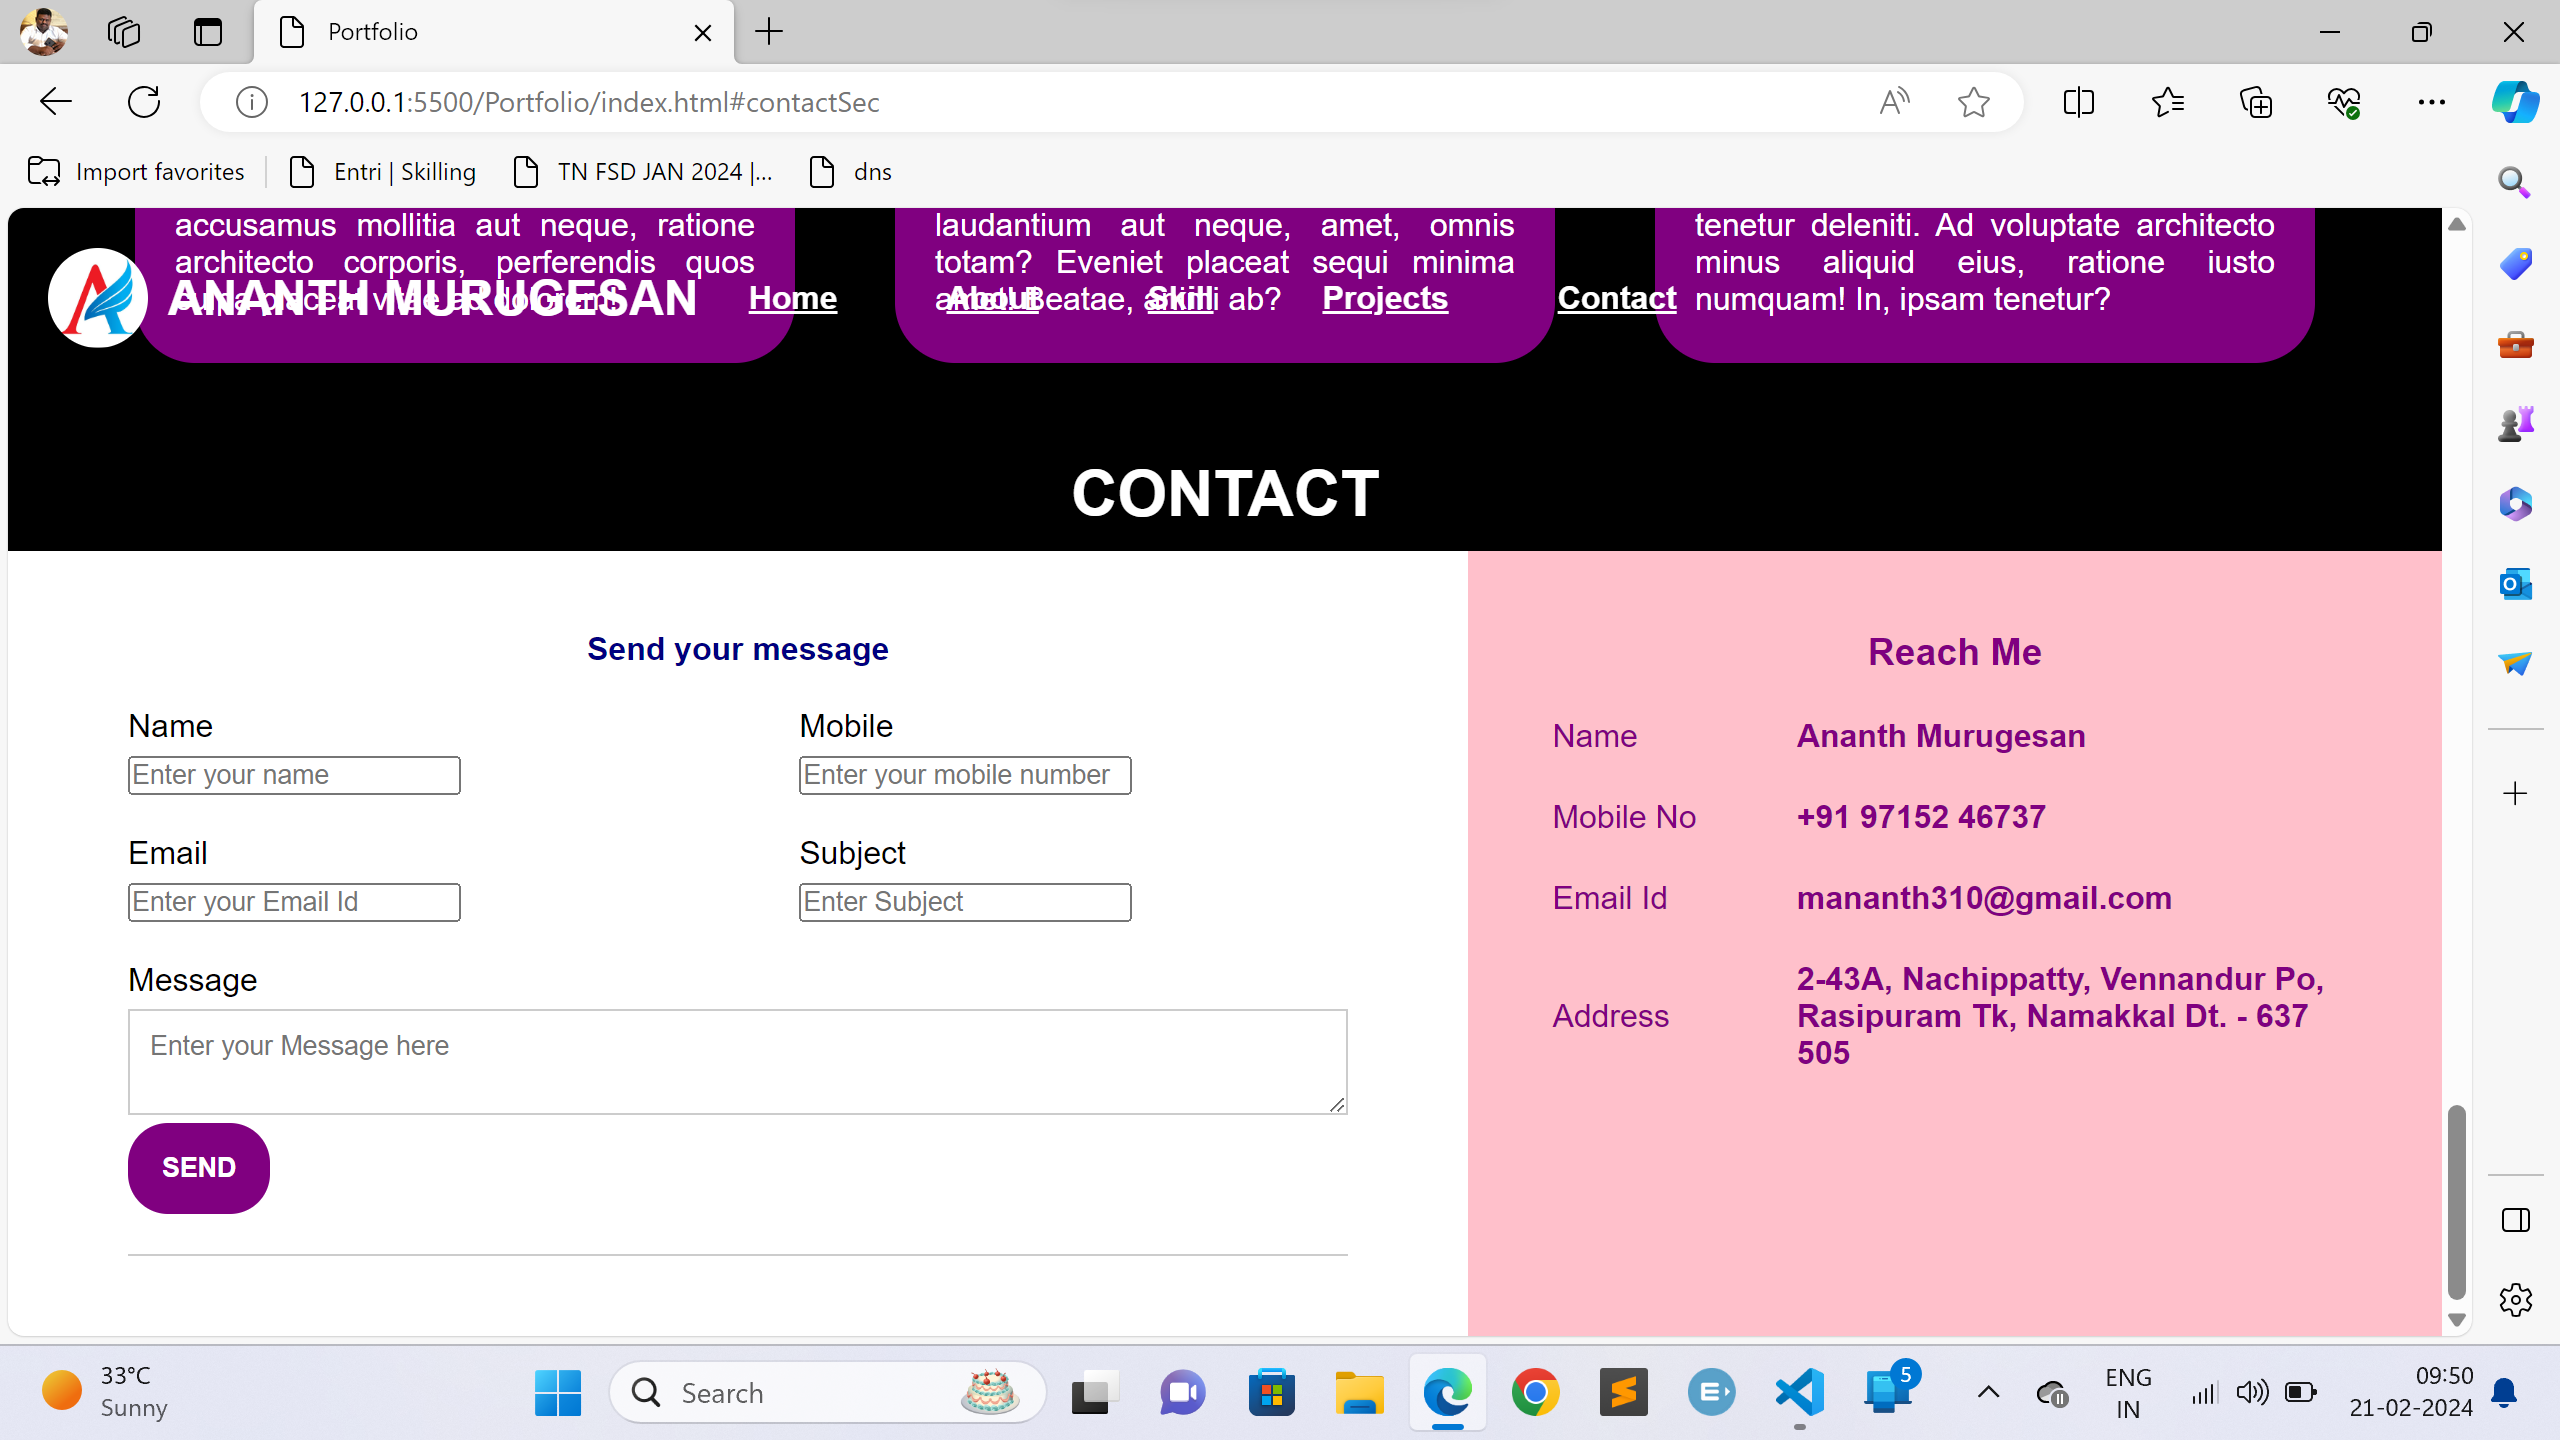 Portfolio
127.0.0.1:5500/Portfolio/index.html#contactSec
Import favorites
Entri | Skilling
TN FSD JAN 2024 |...
dns
accusamus mollitia aut neque, ratione
architecto corporis, perferendis quos
laudantium aut neque, amet, omnis
totam? Eveniet placeat sequi minima
amet! Beatae, animi ab?
tenetur deleniti. Ad voluptate architecto
minus aliquid eius, ratione iusto
numquam! In, ipsam tenetur?
ANANTH MURUGESAN
Home
About
Skill
Projects
Contact
CONTACT
Send your message
Name
Mobile
Enter your name
Enter your mobile number
Email
Subject
Enter your Email Id
Enter Subject
Message
Enter your Message here
SEND
Reach Me
Name
Ananth Murugesan
Mobile No
+91 97152 46737
Email Id
mananth310@gmail.com
Address
2-43A, Nachippatty, Vennandur Po,
Rasipuram Tk, Namakkal Dt. - 637
505
33°C
Sunny
Search
5
ENG
IN
09:50
21-02-2024